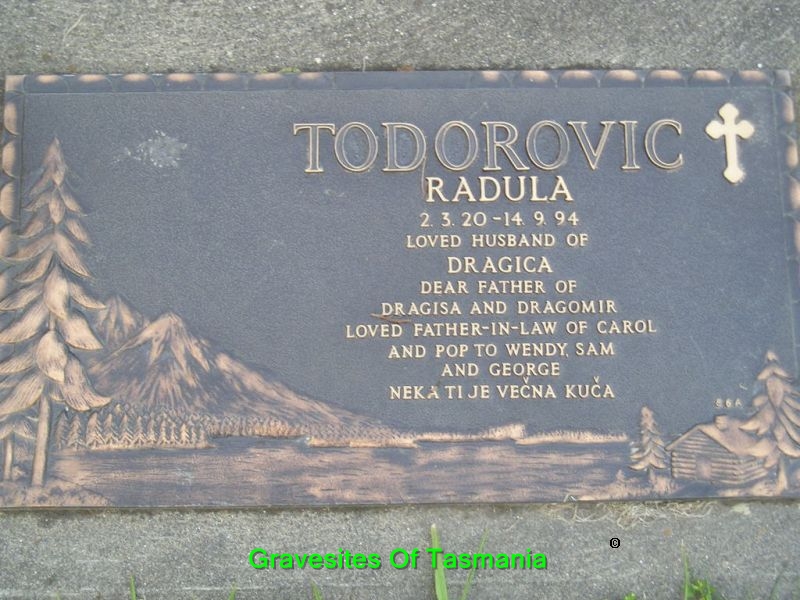 TODOROVIC
RADULA
2. 3. 20 - 14. 9. 94
LOVED HUSBAND OF
DRAGICA
DEAR FATHER OF
DRAGISA AND DRAGOMIR
LOVED FATHER-IN-LAW OF CAROL
AND POP TO WENDY, SAM
AND GEORGE
NEKA TI JE VEČNA KUČA
86A
©
Gravesites Of Tasmania